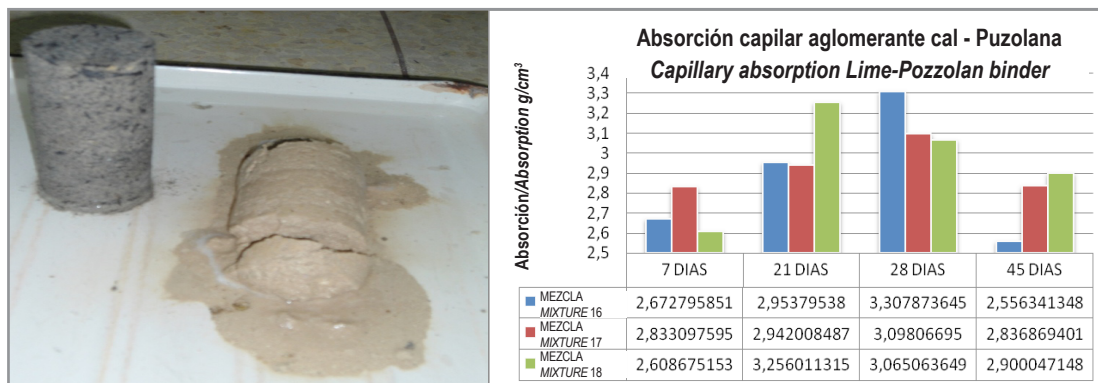 Absorción capilar aglomerante cal - Puzolana
Capillary absorption Lime-Pozzolan binder
Absorción/Absorption g/cm³
3,4
3,3
3,2
3,1
3
2,9
2,8
2,7
2,6
2,5
7 DIAS 21 DIAS 28 DIAS 45 DIAS
MEZCLA
MIXTURE 16 2,672795851 2,95379538 3,307873645 2,556341348
MEZCLA
MIXTURE 17 2,833097595 2,942008487 3,09806695 2,836869401
MEZCLA
MIXTURE 18 2,608675153 3,256011315 3,065063649 2,900047148